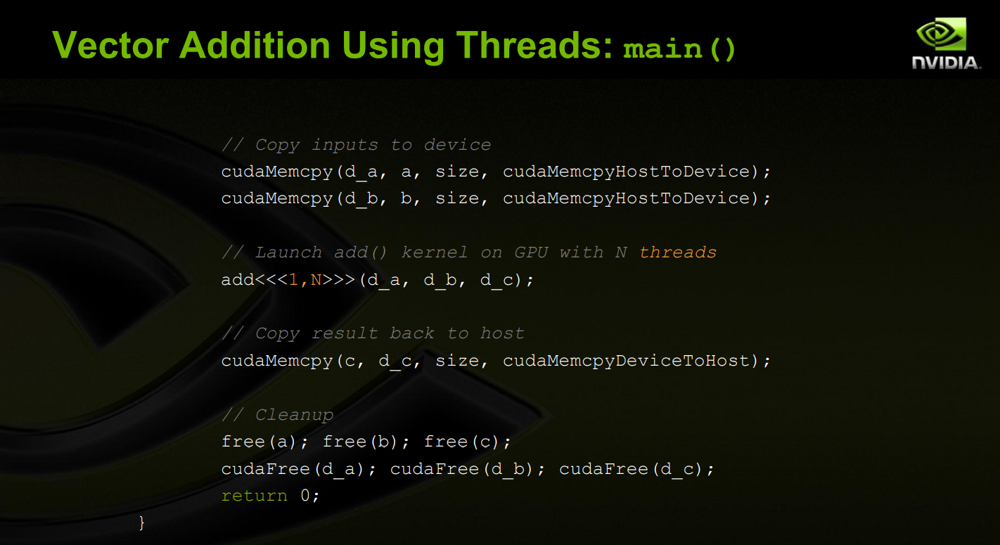 Vector Addition Using Threads: main()
NVIDIA.
// Copy inputs to device
cudaMemcpy(d_a, a, size, cudaMemcpyHostToDevice);
cudaMemcpy(d_b, b, size, cudaMemcpyHostToDevice);
// Launch add() kernel on GPU with N threads
add<<<1,N>>>(d_a, d_b, d_c);
// Copy result back to host
cudaMemcpy(c, d_c, size, cudaMemcpyDeviceToHost);
// Cleanup
free(a); free(b); free(c);
cudaFree(d_a); cudaFree(d_b); cudaFree(d_c);
return 0;
}